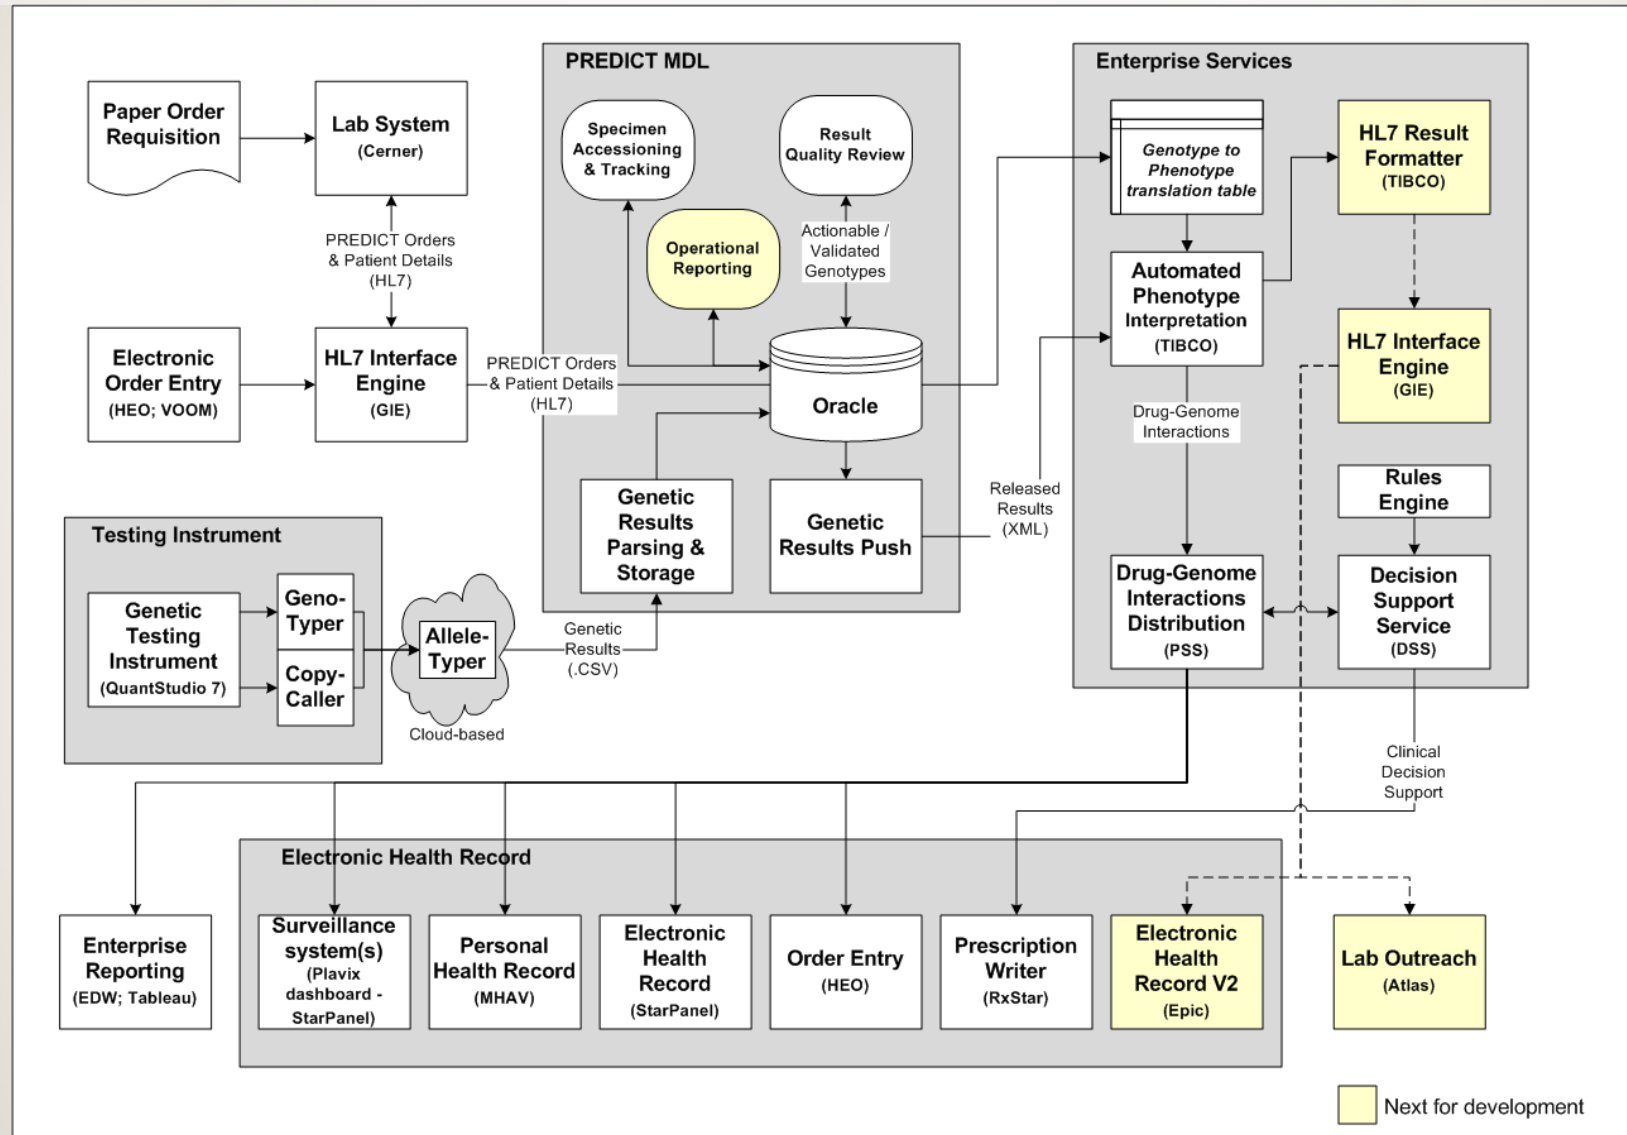 PREDICT MDL
Enterprise Services
Paper Order
Requisition
Lab System
(Cerner)
Specimen
Accessioning
& Tracking
Result
Quality Review
Genotype to
Phenotype
translation table
HL7 Result
Formatter
(TIBCO)
PREDICT Orders
& Patient Details
(HL7)
Operational
Reporting
Actionable /
Validated
Genotypes
Automated
Phenotype
Interpretation
(TIBCO)
Electronic
Order Entry
(HEO; VOOM)
HL7 Interface
Engine
(GIE)
PREDICT Orders
& Patient Details
(HL7)
Oracle
HL7 Interface
Engine
(GIE)
Drug-Genome
Interactions
Genetic
Results
Parsing &
Storage
Genetic
Results Push
Released
Results
(XML)
Rules
Engine
Testing Instrument
Genetic
Testing
Instrument
(QuantStudio 7)
Geno-
Typer
Copy-
Caller
Allele-
Typer
Cloud-based
Genetic
Results
(.CSV)
Drug-Genome
Interactions
Distribution
(PSS)
Decision
Support
Service
(DSS)
Clinical
Decision
Support
Electronic Health Record
Enterprise
Reporting
(EDW; Tableau)
Surveillance
system(s)
(Plavix
dashboard -
StarPanel)
Personal
Health Record
(MHAV)
Electronic
Health
Record
(StarPanel)
Order Entry
(HEO)
Prescription
Writer
(RxStar)
Electronic
Health
Record V2
(Epic)
Lab Outreach
(Atlas)
Next for development